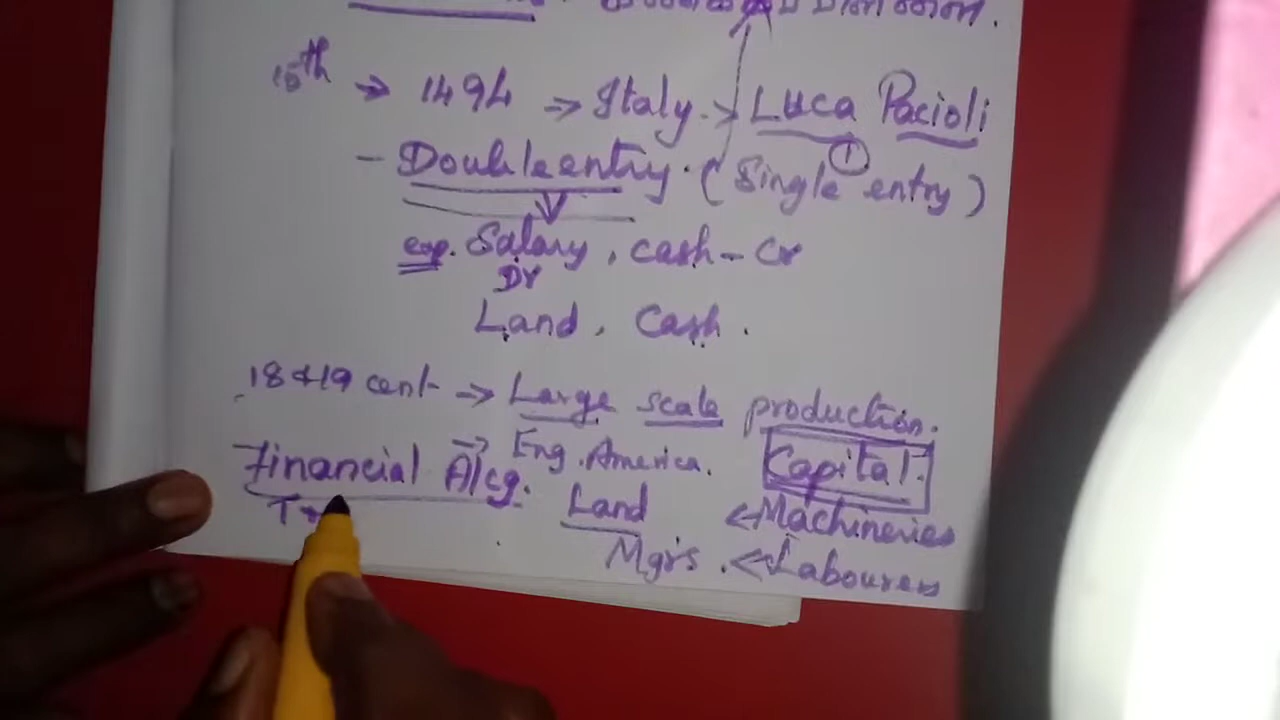 15th → 1494 ⇒ Italy. → Luca Pacioli
- Double entry. (Single ① entry)
exp. Salary, cash - Cr
Dr
Land, Cash.
18 & 19 cent → Large scale production.
→ Eng. America. Capital.
Financial A/cg. Land < Machineries
Mgrs. < Labourers